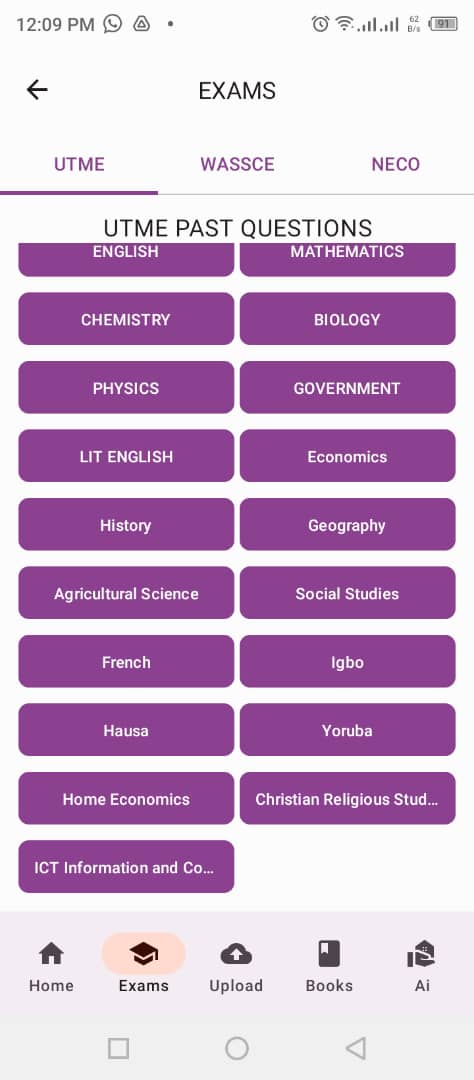 12:09 PM 62 B/s 91
EXAMS
UTME WASSCE NECO
UTME PAST QUESTIONS
ENGLISH MATHEMATICS
CHEMISTRY BIOLOGY
PHYSICS GOVERNMENT
LIT ENGLISH Economics
History Geography
Agricultural Science Social Studies
French Igbo
Hausa Yoruba
Home Economics Christian Religious Stud...
ICT Information and Co...
Home Exams Upload Books Ai